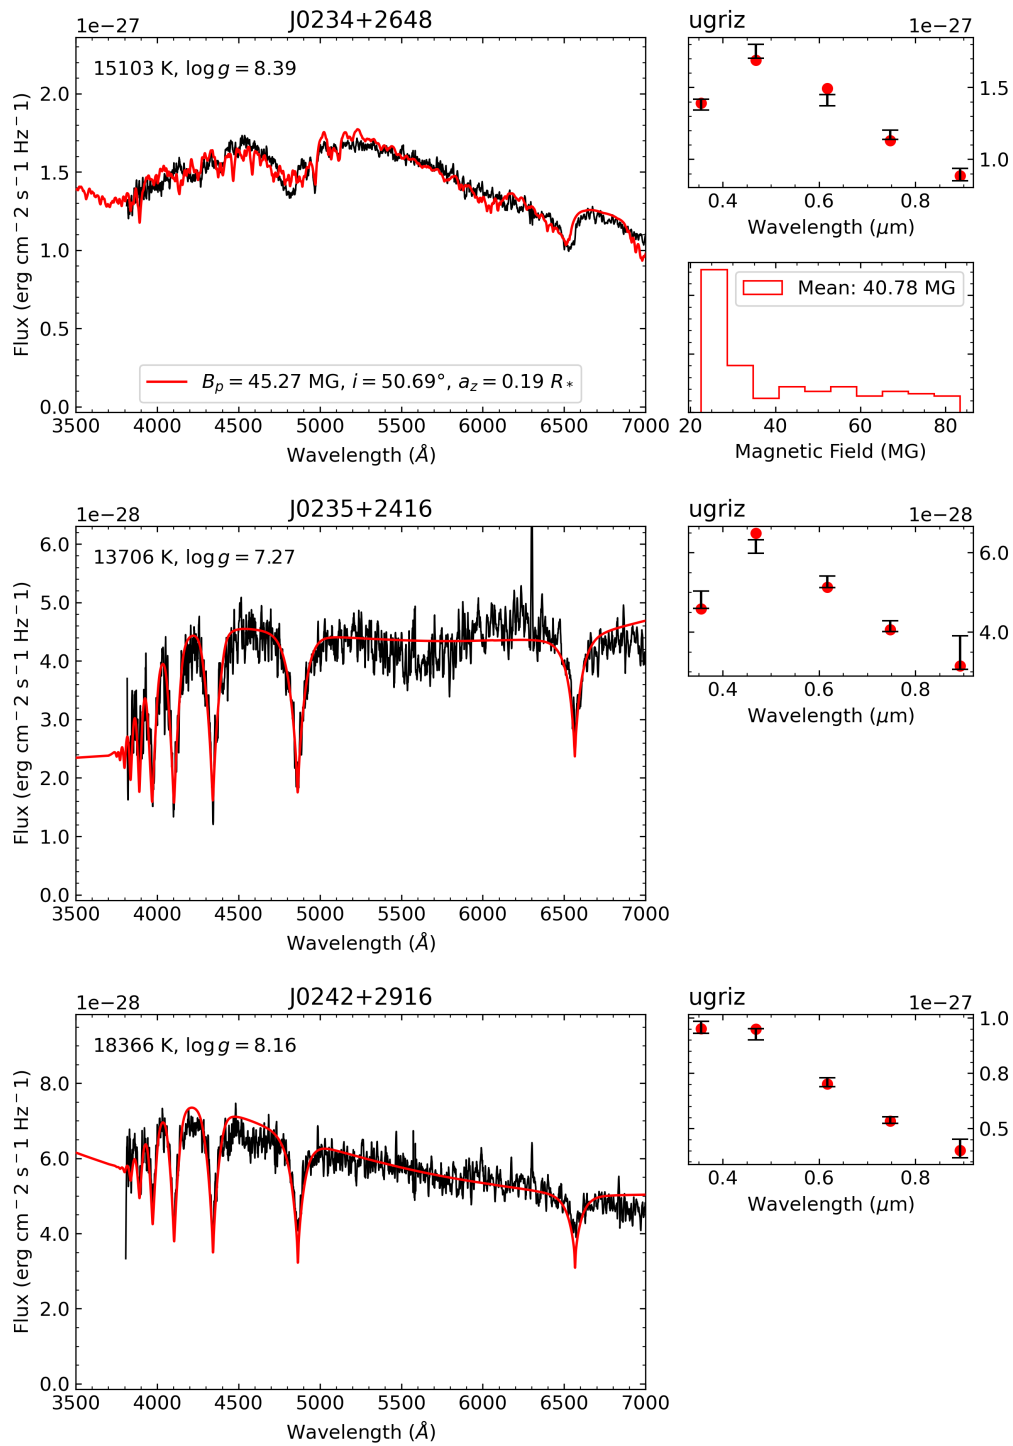 J0234+2648
1e−27
15103 K, log g = 8.39
2.0
1.5
1.0
0.5
0.0
Flux (erg cm−2 s−1 Hz−1)
B_p = 45.27 MG, i = 50.69°, a_z = 0.19 R*
3500 4000 4500 5000 5500 6000 6500 7000
Wavelength (Å)
ugriz
1e−27
1.5
1.0
0.4 0.6 0.8
Wavelength (μm)
Mean: 40.78 MG
20 40 60 80
Magnetic Field (MG)
J0235+2416
1e−28
13706 K, log g = 7.27
6.0
5.0
4.0
3.0
2.0
1.0
0.0
Flux (erg cm−2 s−1 Hz−1)
3500 4000 4500 5000 5500 6000 6500 7000
Wavelength (Å)
ugriz
1e−28
6.0
4.0
0.4 0.6 0.8
Wavelength (μm)
J0242+2916
1e−28
18366 K, log g = 8.16
8.0
6.0
4.0
2.0
0.0
Flux (erg cm−2 s−1 Hz−1)
3500 4000 4500 5000 5500 6000 6500 7000
Wavelength (Å)
ugriz
1e−27
1.0
0.8
0.5
0.4 0.6 0.8
Wavelength (μm)